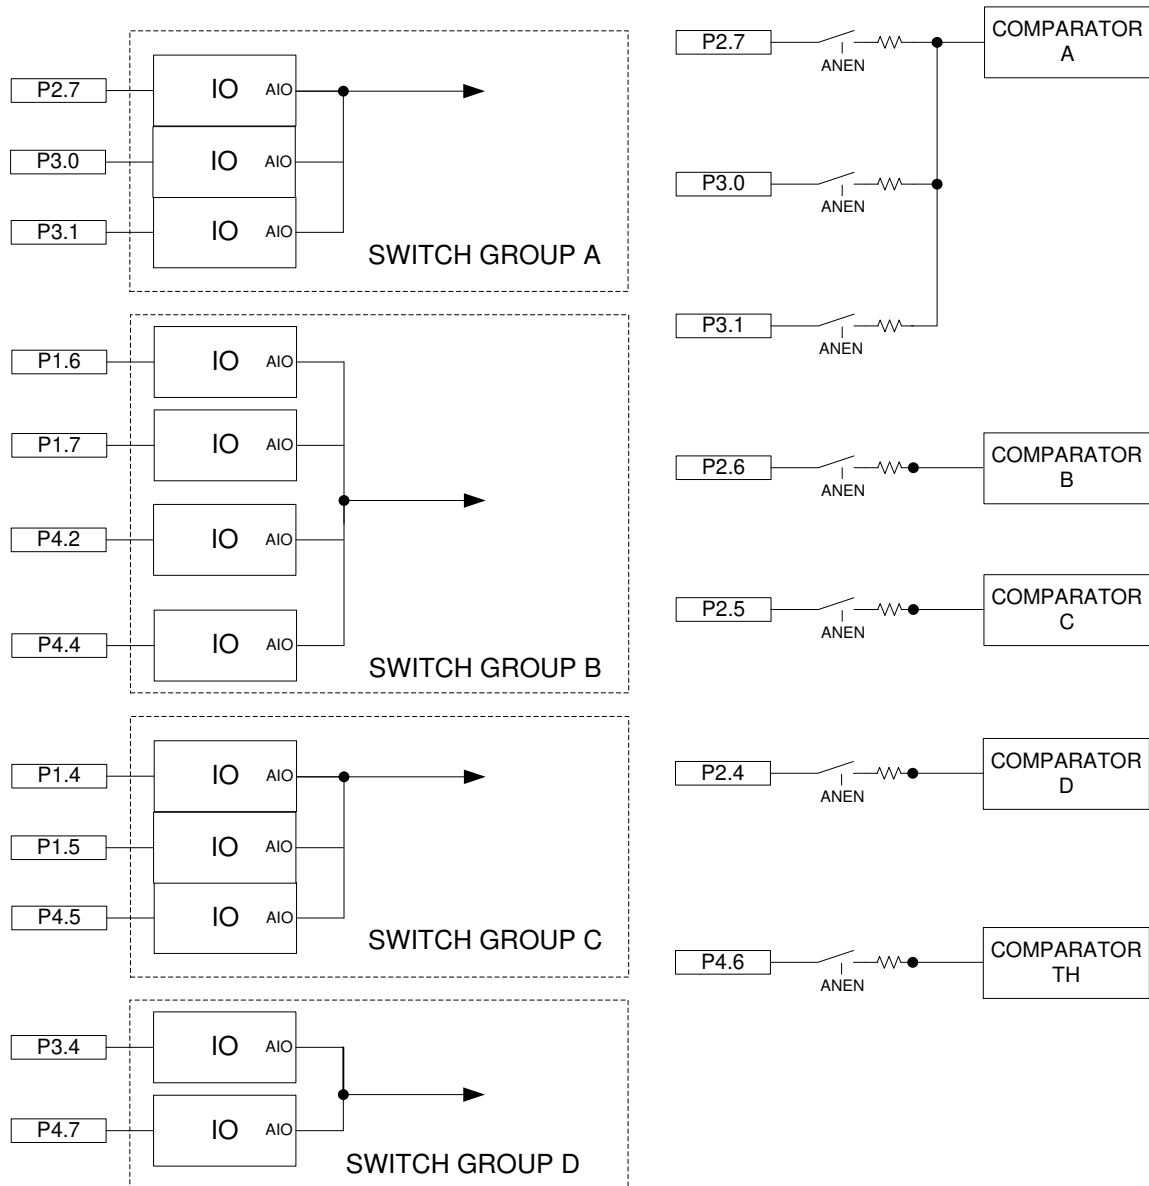 P2.7
IO AIO
P3.0
IO AIO
P3.1
IO AIO
SWITCH GROUP A
P1.6
IO AIO
P1.7
IO AIO
P4.2
IO AIO
P4.4
IO AIO
SWITCH GROUP B
P1.4
IO AIO
P1.5
IO AIO
P4.5
IO AIO
SWITCH GROUP C
P3.4
IO AIO
P4.7
IO AIO
SWITCH GROUP D
P2.7
ANEN
COMPARATOR
A
P3.0
ANEN
P3.1
ANEN
P2.6
ANEN
COMPARATOR
B
P2.5
ANEN
COMPARATOR
C
P2.4
ANEN
COMPARATOR
D
P4.6
ANEN
COMPARATOR
TH